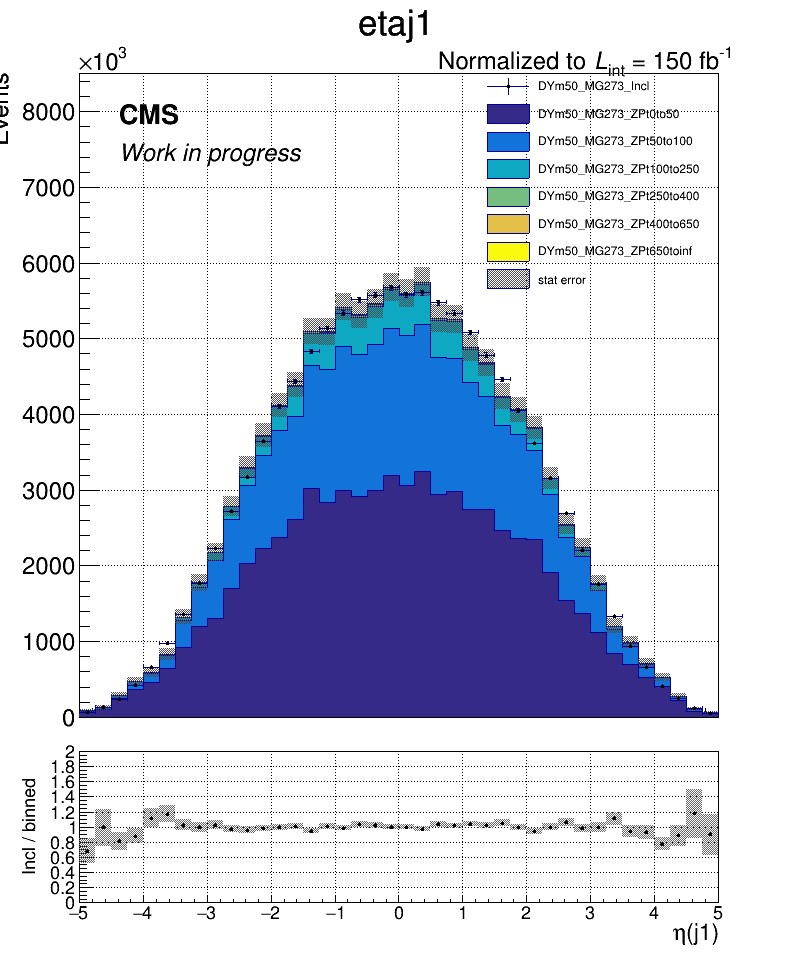 etaj1
×10³
Normalized to L_int = 150 fb⁻¹
Events
CMS
Work in progress
DYm50_MG273_Incl
DYm50_MG273_ZPt0to50
DYm50_MG273_ZPt50to100
DYm50_MG273_ZPt100to250
DYm50_MG273_ZPt250to400
DYm50_MG273_ZPt400to650
DYm50_MG273_ZPt650toinf
stat error
8000
7000
6000
5000
4000
3000
2000
1000
0
Incl / binned
2
1.8
1.6
1.4
1.2
1
0.8
0.6
0.4
0.2
0
−5 −4 −3 −2 −1 0 1 2 3 4 5
η(j1)